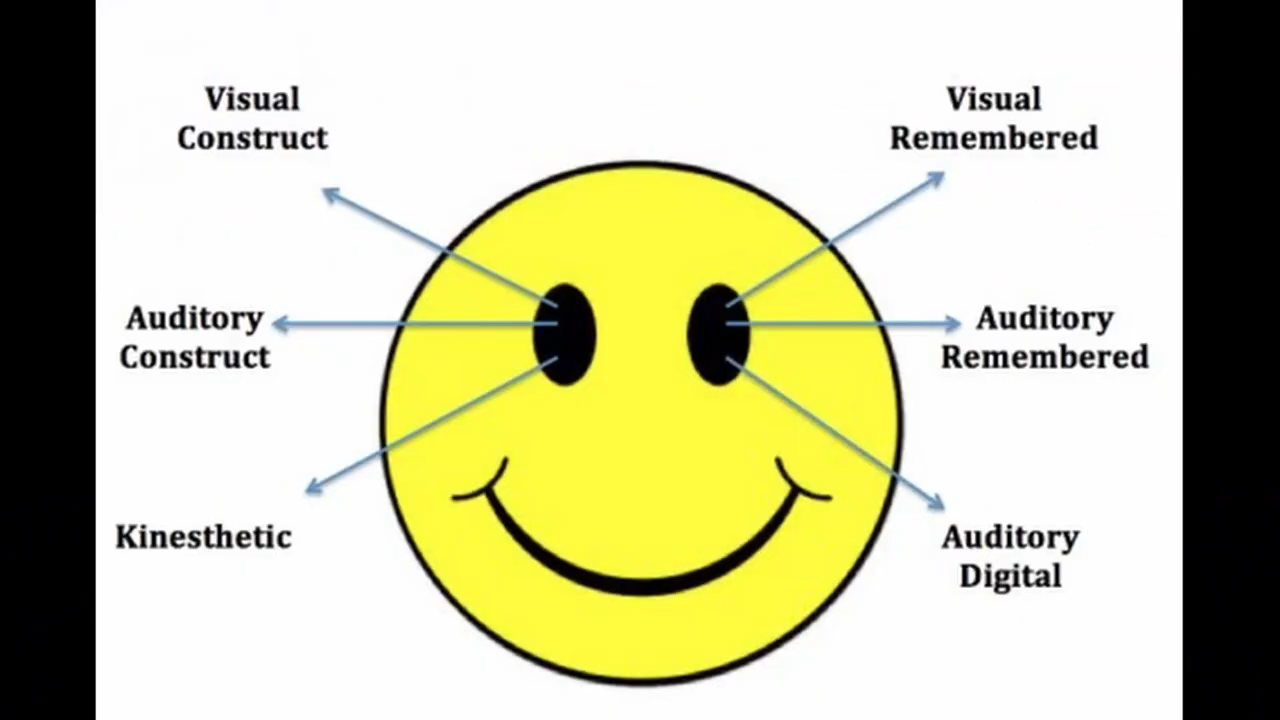 Visual
Construct
Visual
Remembered
Auditory
Construct
Auditory
Remembered
Kinesthetic
Auditory
Digital